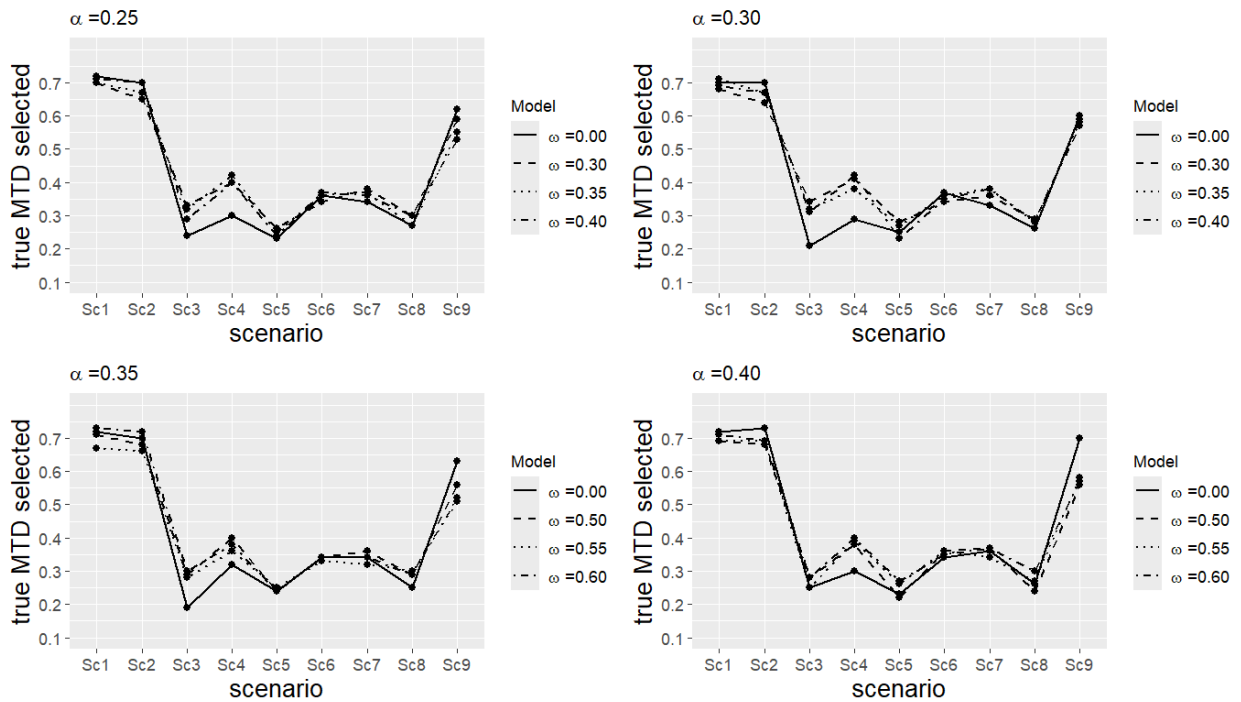 α =0.25
true MTD selected
0.7
0.6
0.5
0.4
0.3
0.2
0.1
Sc1 Sc2 Sc3 Sc4 Sc5 Sc6 Sc7 Sc8 Sc9
scenario
Model
ω =0.00
ω =0.30
ω =0.35
ω =0.40
α =0.30
true MTD selected
0.7
0.6
0.5
0.4
0.3
0.2
0.1
Sc1 Sc2 Sc3 Sc4 Sc5 Sc6 Sc7 Sc8 Sc9
scenario
Model
ω =0.00
ω =0.30
ω =0.35
ω =0.40
α =0.35
true MTD selected
0.7
0.6
0.5
0.4
0.3
0.2
0.1
Sc1 Sc2 Sc3 Sc4 Sc5 Sc6 Sc7 Sc8 Sc9
scenario
Model
ω =0.00
ω =0.50
ω =0.55
ω =0.60
α =0.40
true MTD selected
0.7
0.6
0.5
0.4
0.3
0.2
0.1
Sc1 Sc2 Sc3 Sc4 Sc5 Sc6 Sc7 Sc8 Sc9
scenario
Model
ω =0.00
ω =0.50
ω =0.55
ω =0.60